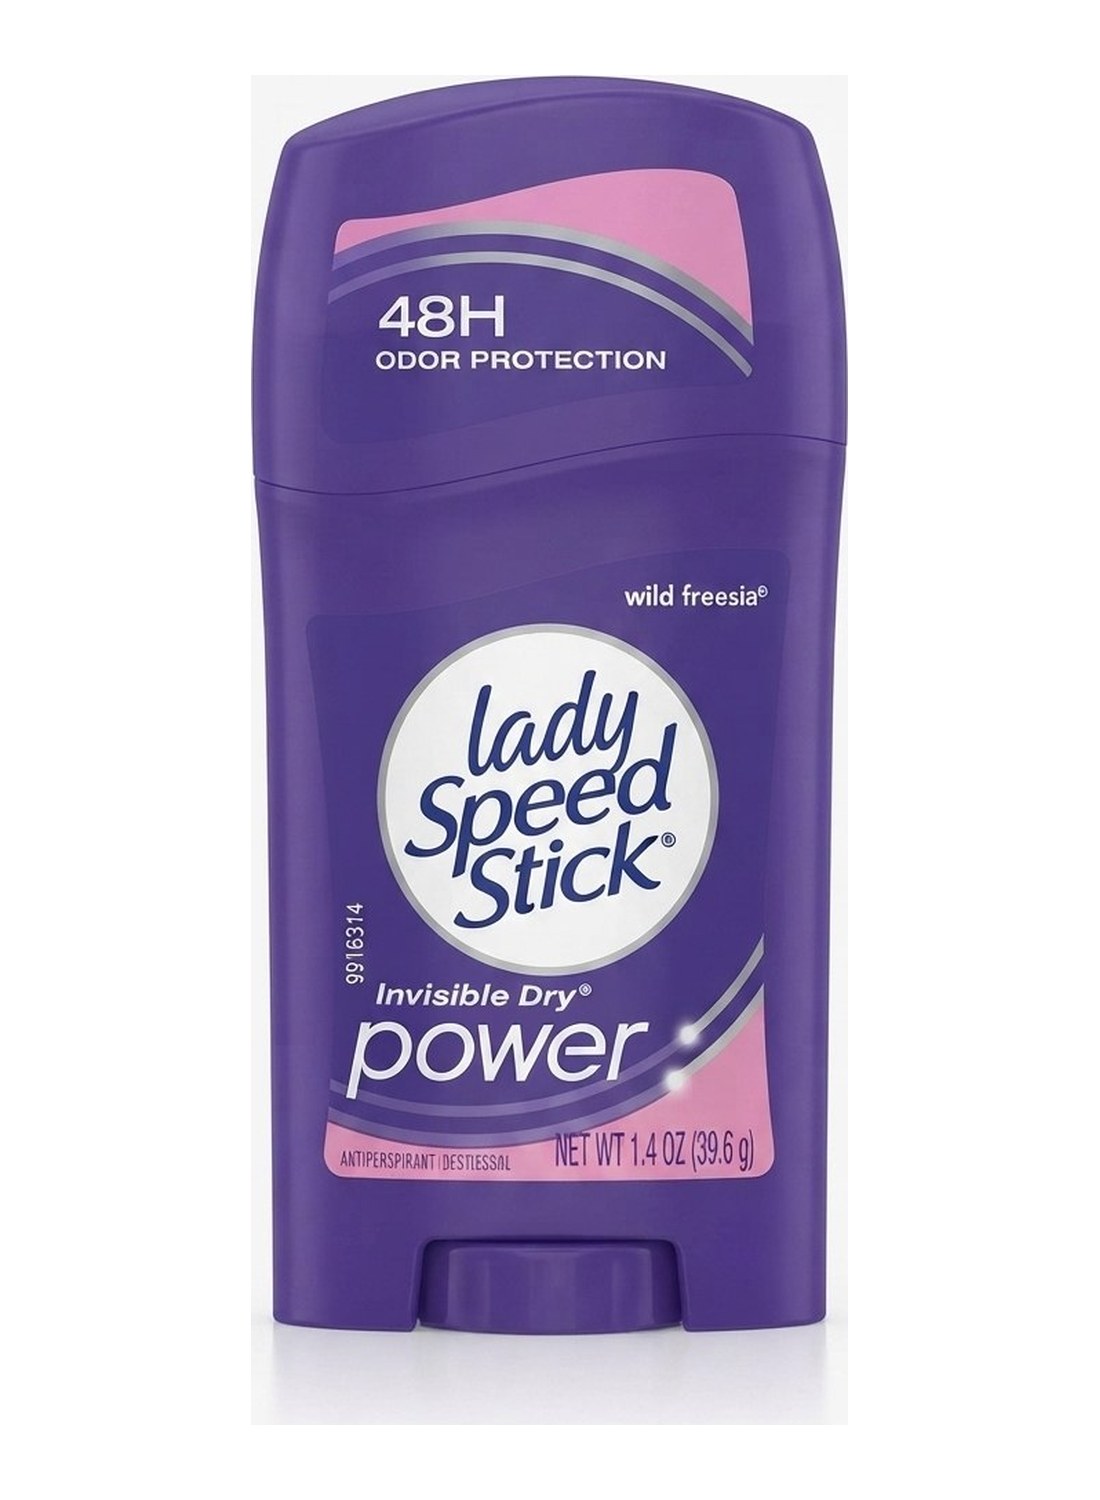 48H
ODOR PROTECTION
wild freesia®
lady
Speed
Stick®
9916314
Invisible Dry®
power
NET WT 1.4 OZ (39.6 g)
ANTIPERSPIRANT